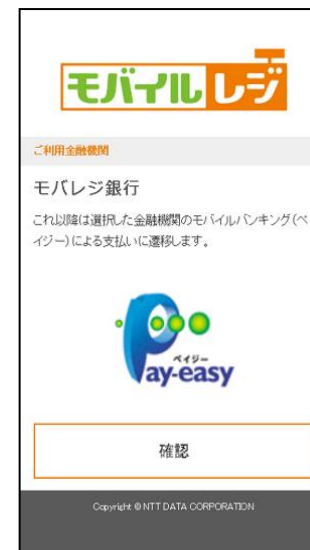 モバイルレジ
ご利用金融機関
モバレジ銀行
これ以降は選択した金融機関のモバイルバンキング(ペ
イジー)による支払いに遷移します。
ペイジー
Pay-easy
確認
Copyright © NTT DATA CORPORATION